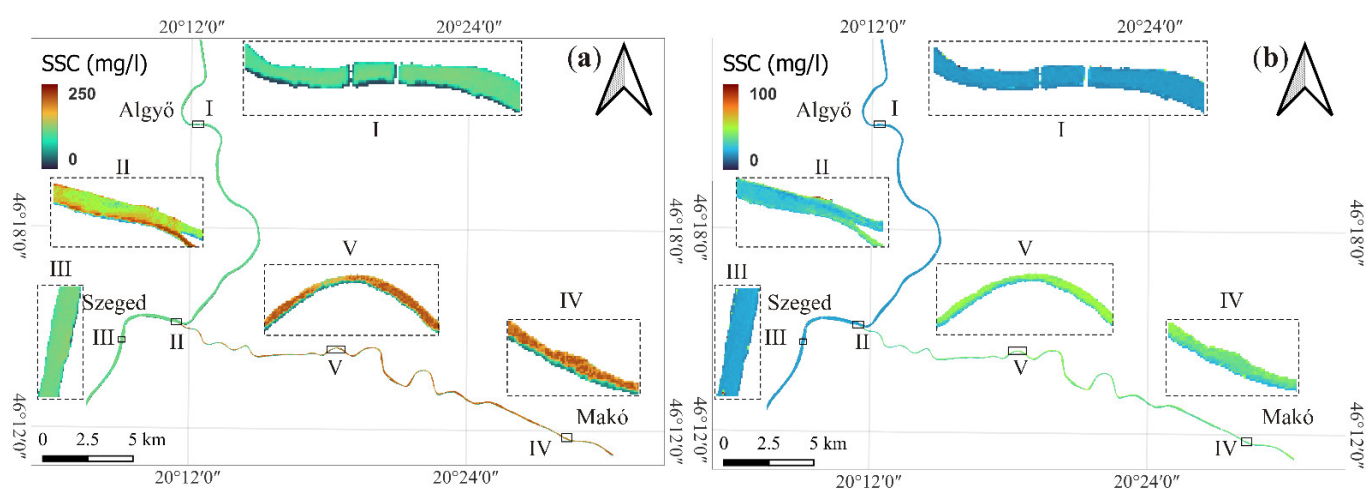 20°12′0″ 20°24′0″
(a)
SSC (mg/l)
250
0
Algyő
I
I
II
46°18′0″
46°18′0″
V
III
Szeged
III
II
V
IV
Makó
IV
46°12′0″
46°12′0″
0 2.5 5 km
20°12′0″ 20°24′0″
20°12′0″ 20°24′0″
(b)
SSC (mg/l)
100
0
Algyő
I
I
II
46°18′0″
V
III
Szeged
III
II
V
IV
Makó
IV
46°12′0″
0 2.5 5 km
20°12′0″ 20°24′0″